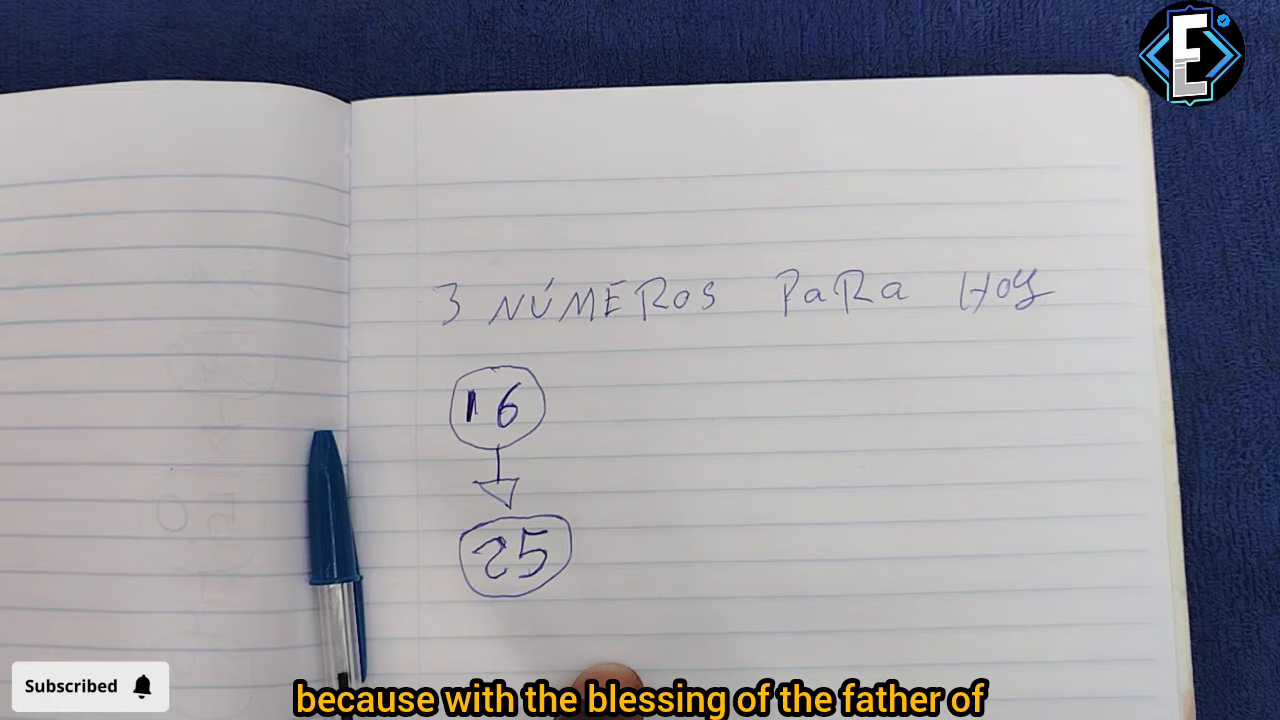 3 NÚMEROS PARA HOY
16
25
Subscribed
because with the blessing of the father of